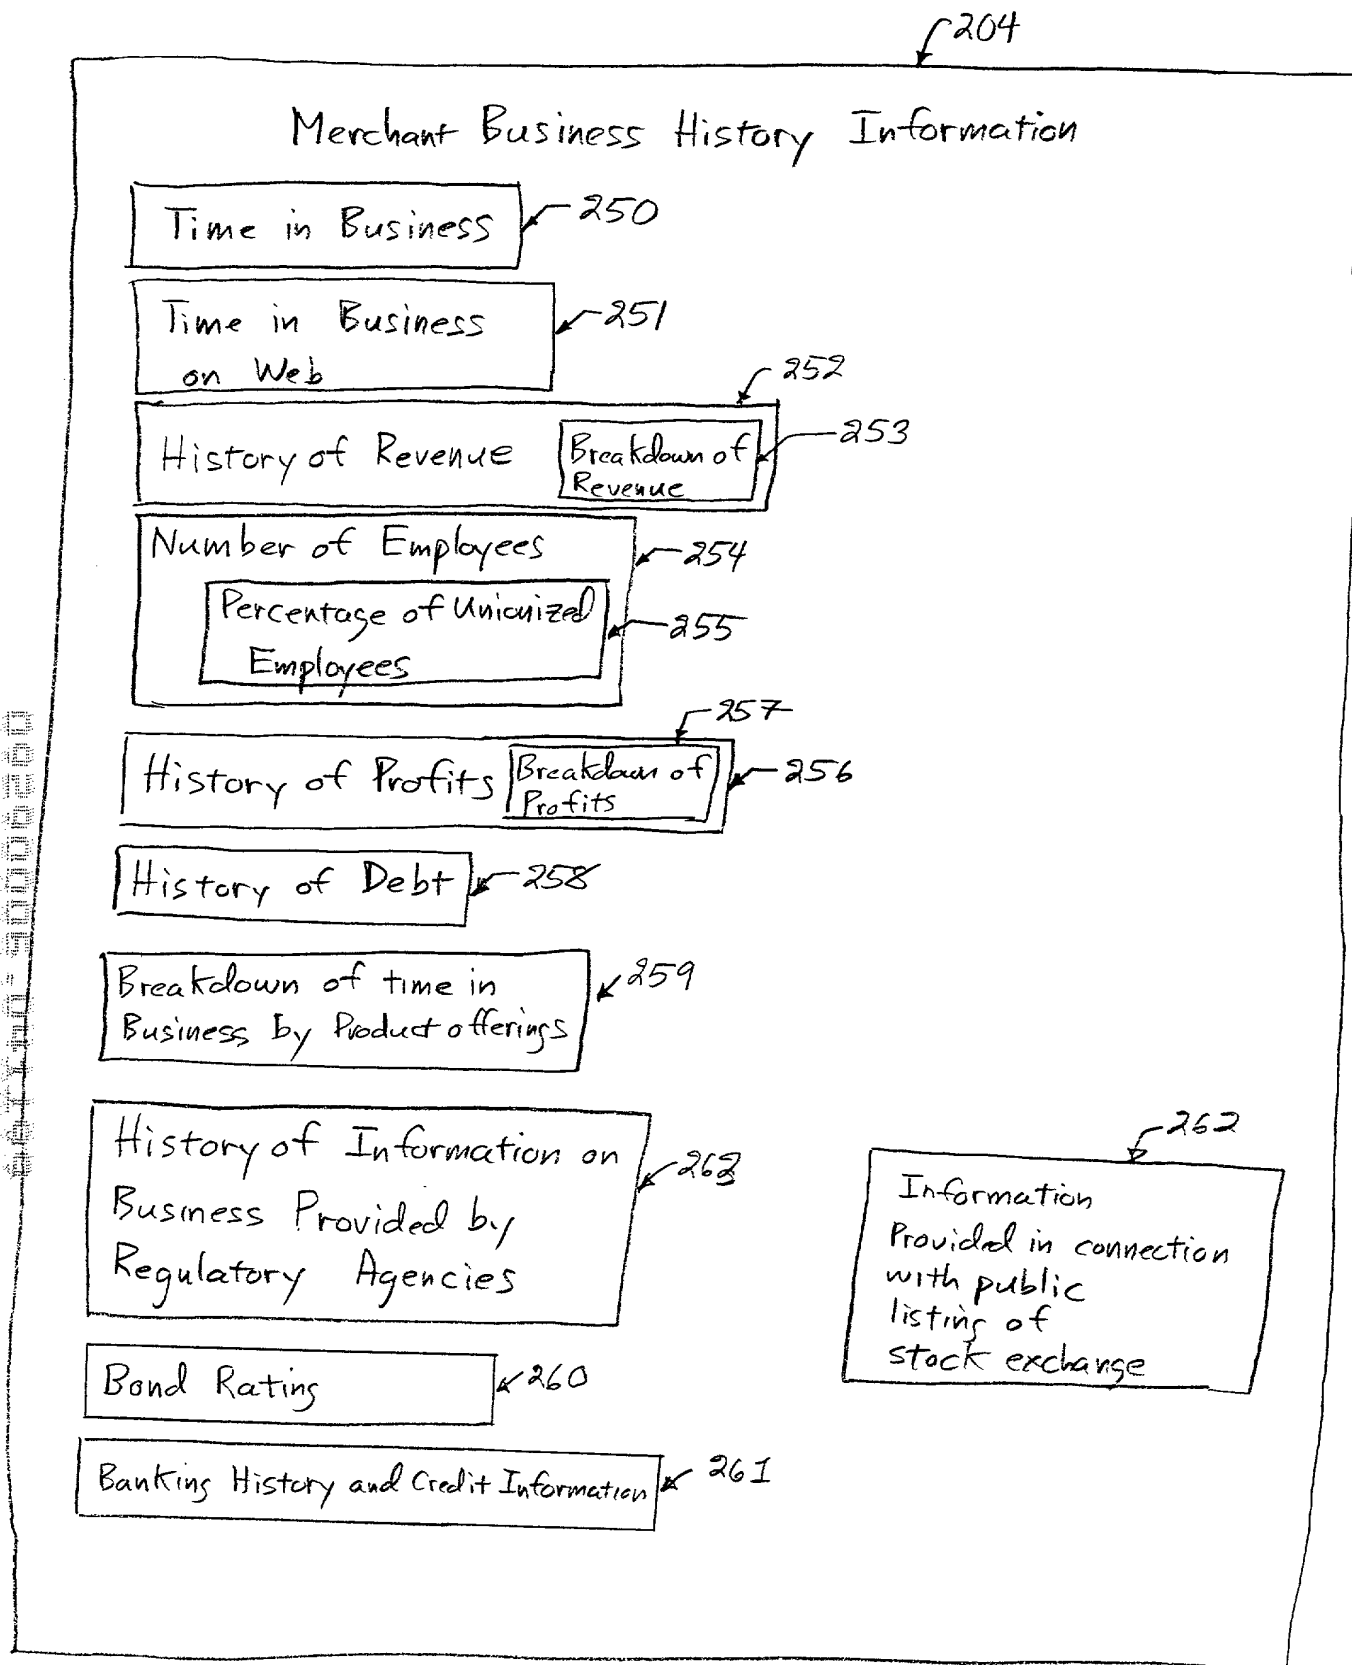 204
Merchant Business History Information
Time in Business
250
Time in Business
on Web
251
252
History of Revenue
Breakdown of
Revenue
253
Number of Employees
254
Percentage of Unionized
Employees
255
257
History of Profits
Breakdown of
Profits
256
History of Debt
258
Breakdown of time in
Business by Product offerings
259
History of Information on
Business Provided by
Regulatory Agencies
263
262
Information
Provided in connection
with public
listing of
stock exchange
Bond Rating
260
Banking History and Credit Information
261